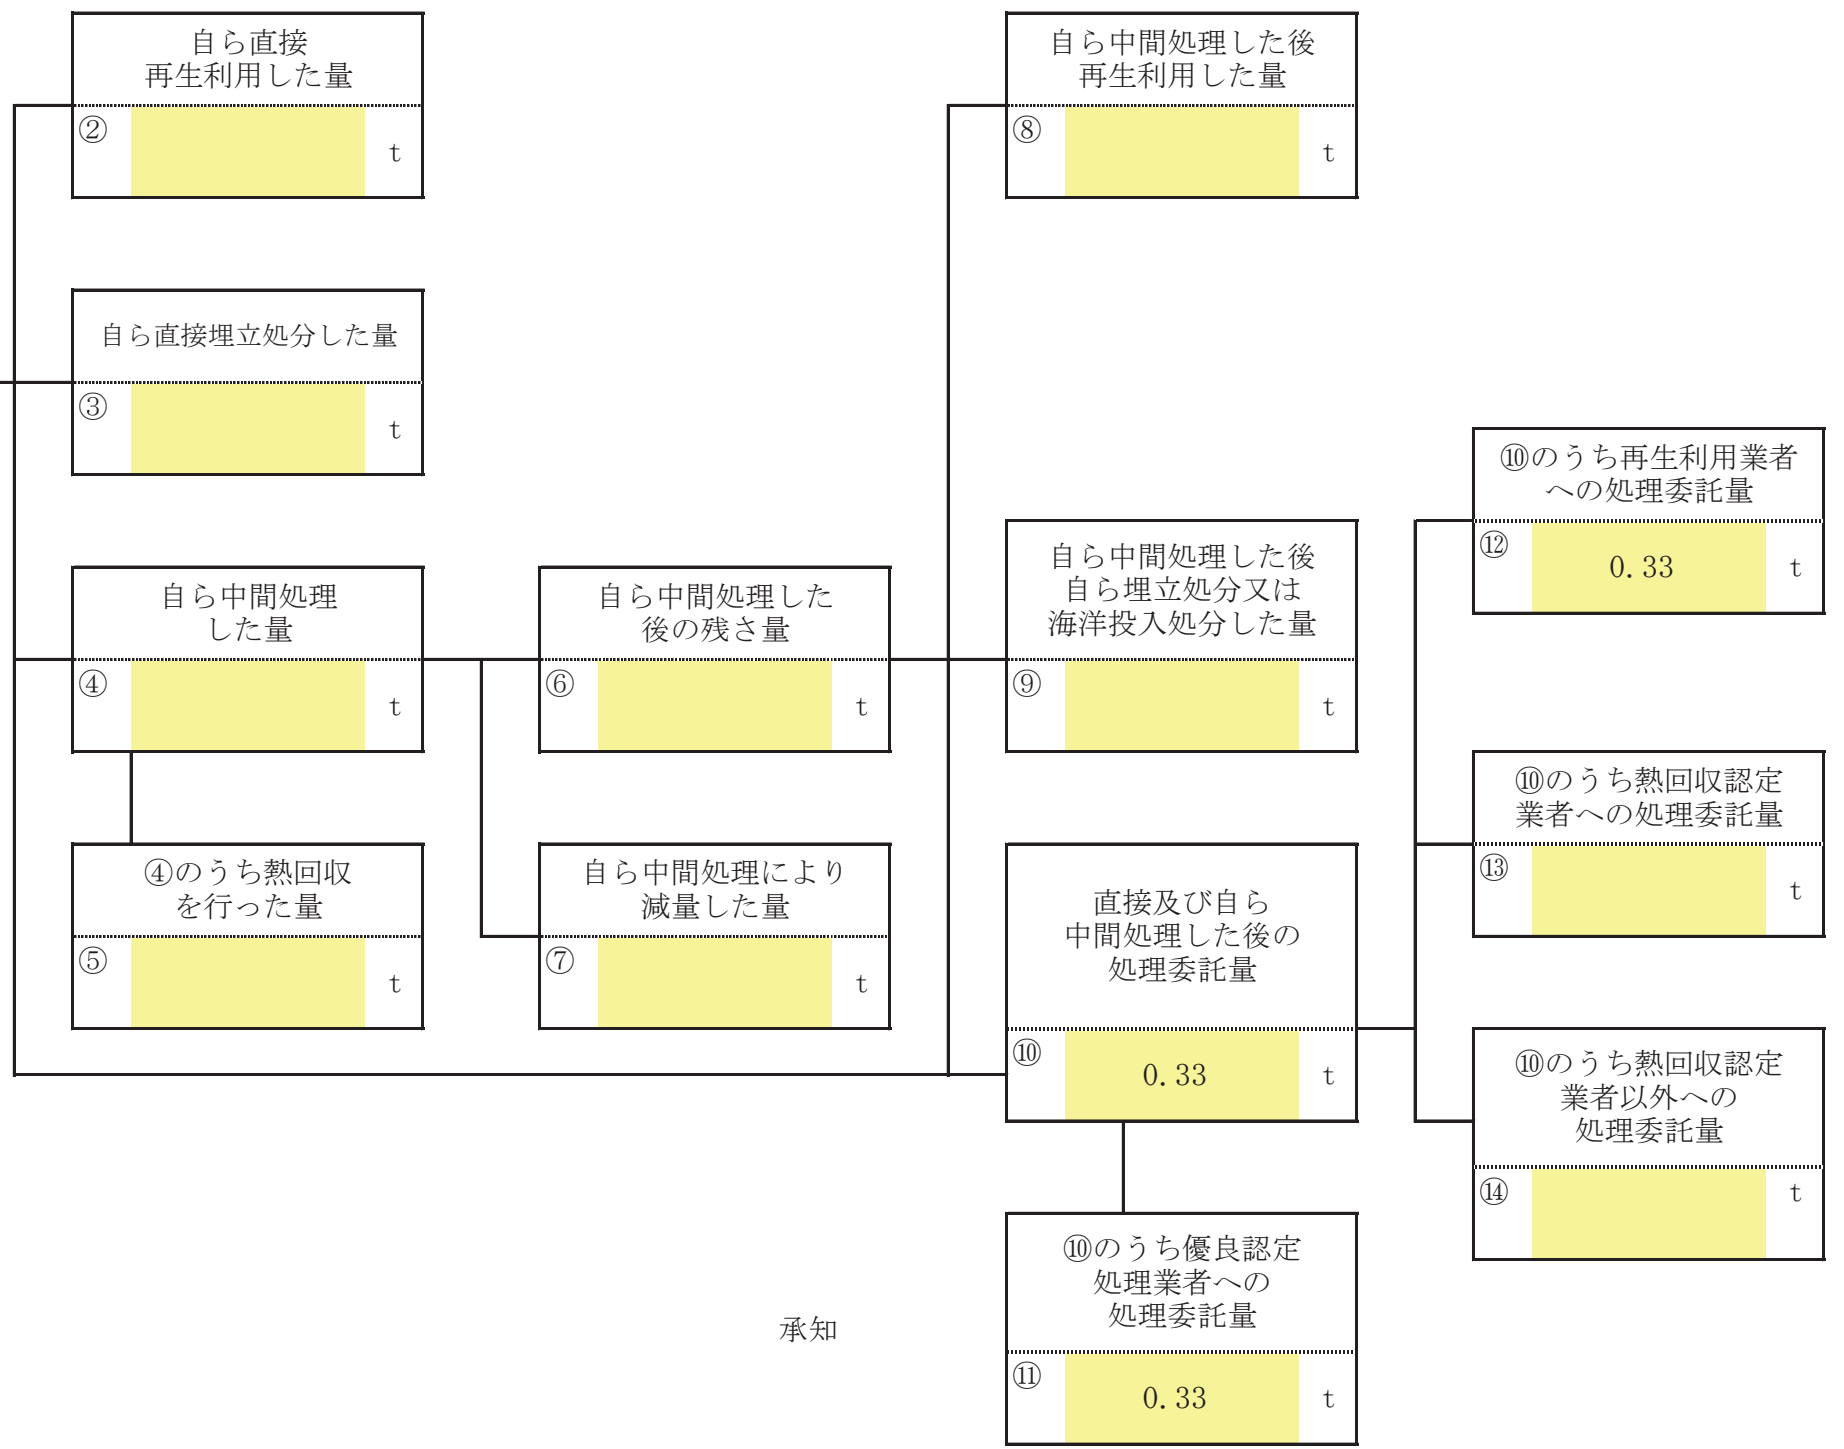 自ら直接
再生利用した量
② t
自ら中間処理した後
再生利用した量
⑧ t
自ら直接埋立処分した量
③ t
⑩のうち再生利用業者
への処理委託量
⑫ 0.33 t
自ら中間処理
した量
④ t
自ら中間処理した
後の残さ量
⑥ t
自ら中間処理した後
自ら埋立処分又は
海洋投入処分した量
⑨ t
⑩のうち熱回収認定
業者への処理委託量
⑬ t
④のうち熱回収
を行った量
⑤ t
自ら中間処理により
減量した量
⑦ t
直接及び自ら
中間処理した後の
処理委託量
⑩ 0.33 t
⑩のうち熱回収認定
業者以外への
処理委託量
⑭ t
⑩のうち優良認定
処理業者への
処理委託量
⑪ 0.33 t
承知